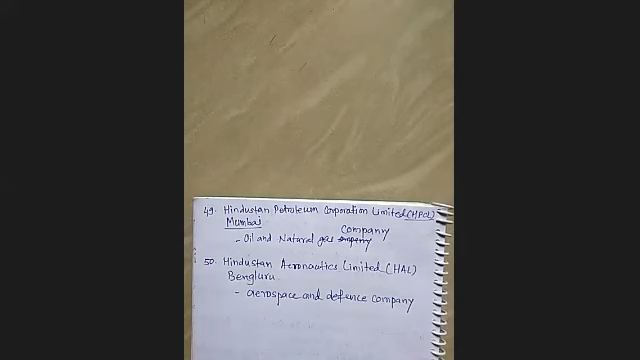 49. Hindustan Petroleum Corporation Limited (HPCL)
Mumbai
Company
- Oil and Natural gas company
50. Hindustan Aeronautics Limited (HAL)
Bengluru
- aerospace and defence company